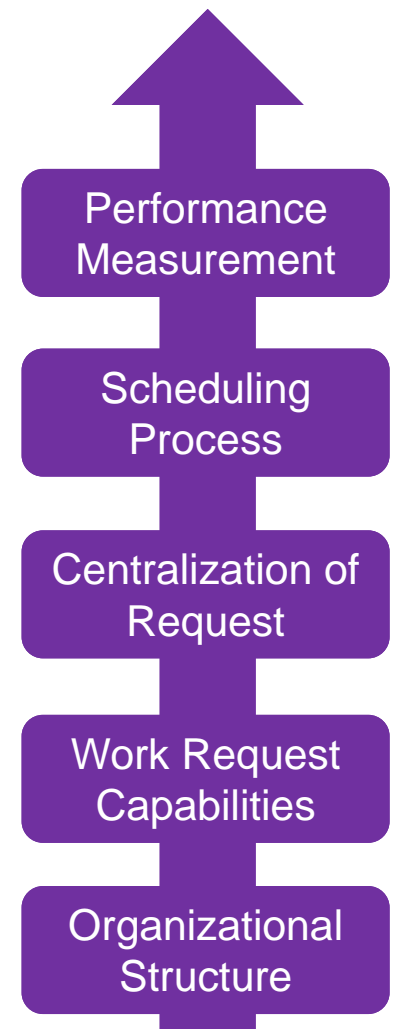 Performance
Measurement
Scheduling
Process
Centralization of
Request
Work Request
Capabilities
Organizational
Structure